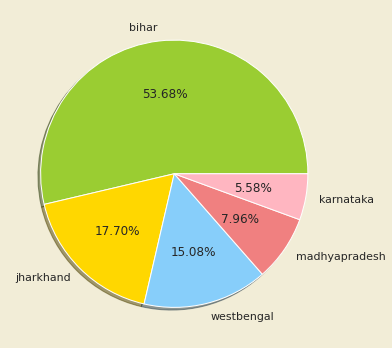 bihar
53.68%
5.58%
karnataka
7.96%
17.70%
15.08%
madhyapradesh
jharkhand
westbengal